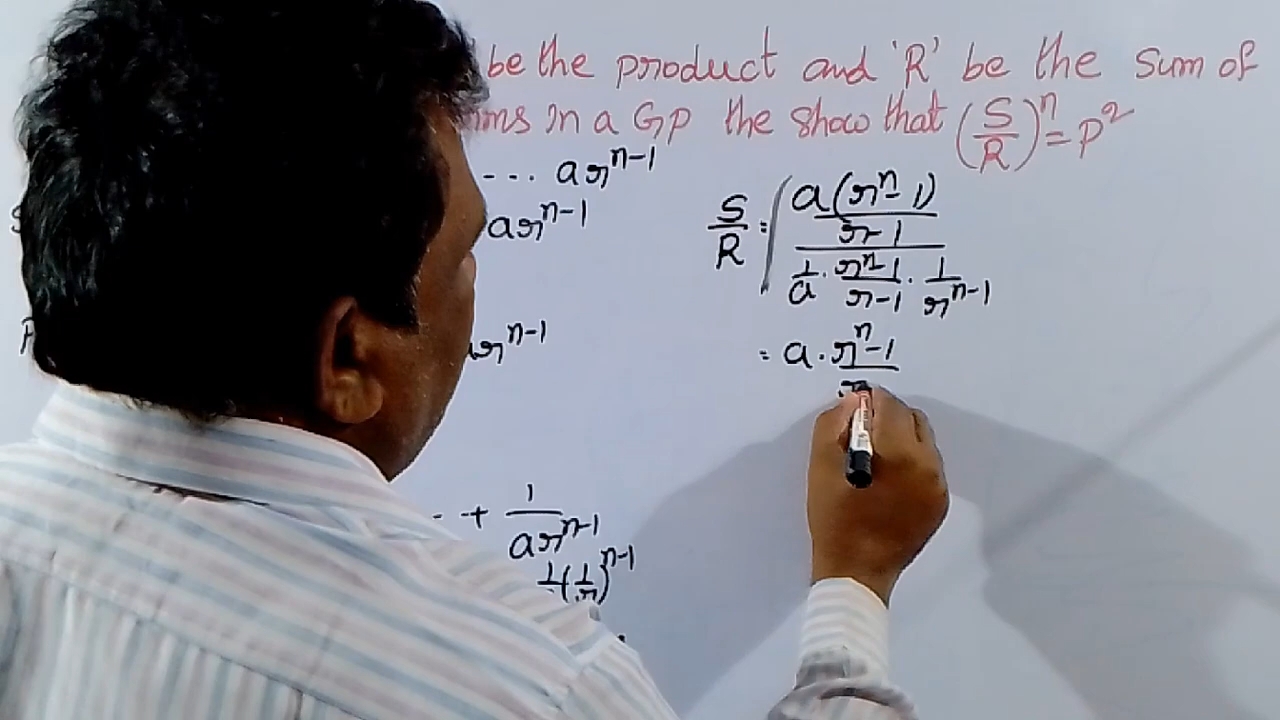 be the product and 'R' be the sum of
ms in a GP the show that (S/R)^n = P^2
--... ar^(n-1)
ar^(n-1)
ar^(n-1)
- - + 1/(ar^(n-1))
(1/r)^(n-1)
S/R = (a(r^n-1)/(r-1))/(1/a · (r^n-1)/(r-1) · 1/r^(n-1))
= a · r^n-1